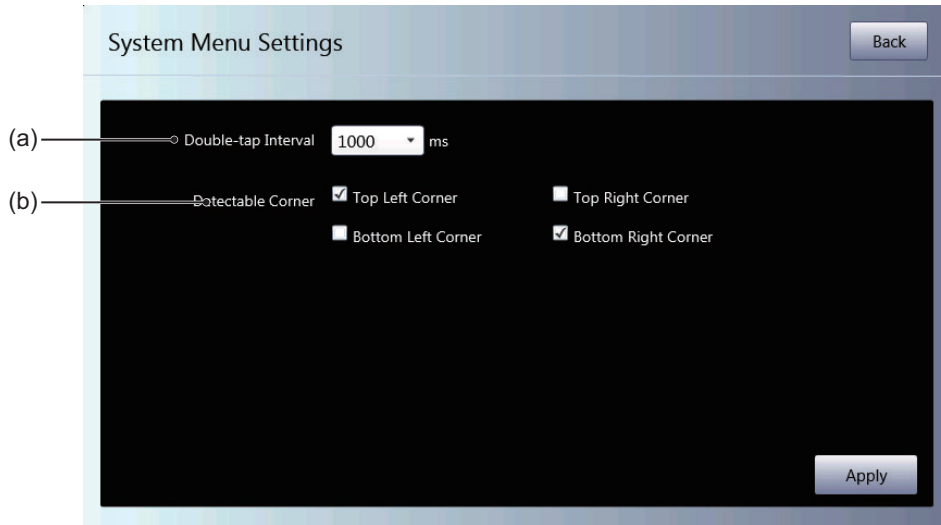 System Menu Settings Back
(a) Double-tap Interval 1000 ms
(b) Detectable Corner Top Left Corner Top Right Corner
Bottom Left Corner Bottom Right Corner
Apply